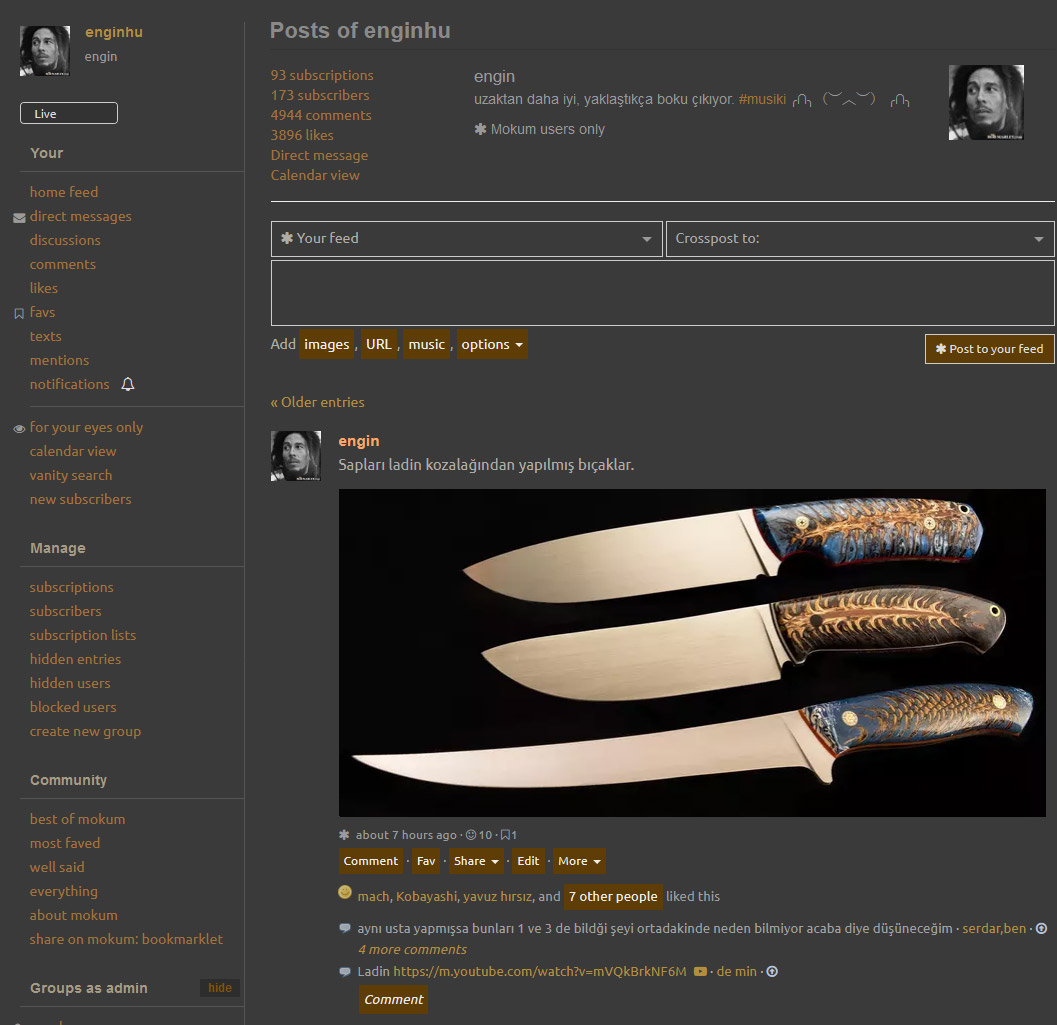 enginhu
engin
Live
Your
home feed
direct messages
discussions
comments
likes
favs
texts
mentions
notifications
for your eyes only
calendar view
vanity search
new subscribers
Manage
subscriptions
subscribers
subscription lists
hidden entries
hidden users
blocked users
create new group
Community
best of mokum
most faved
well said
everything
about mokum
share on mokum: bookmarklet
Groups as admin hide
Posts of enginhu
93 subscriptions
173 subscribers
4944 comments
3896 likes
Direct message
Calendar view
engin
uzaktan daha iyi, yaklaştıkça boku çıkıyor. #musiki
✱ Mokum users only
✱ Your feed Crosspost to:
Add images , URL , music , options
✱ Post to your feed
« Older entries
engin
Sapları ladin kozalağından yapılmış bıçaklar.
✱ about 7 hours ago · 10 · 1
Comment · Fav · Share · Edit · More
mach, Kobayashi, yavuz hırsız, and 7 other people liked this
aynı usta yapmışsa bunları 1 ve 3 de bildği şeyi ortadakinde neden bilmiyor acaba diye düşüneceğim · serdar,ben ·
4 more comments
Ladin https://m.youtube.com/watch?v=mVQkBrkNF6M · de min ·
Comment